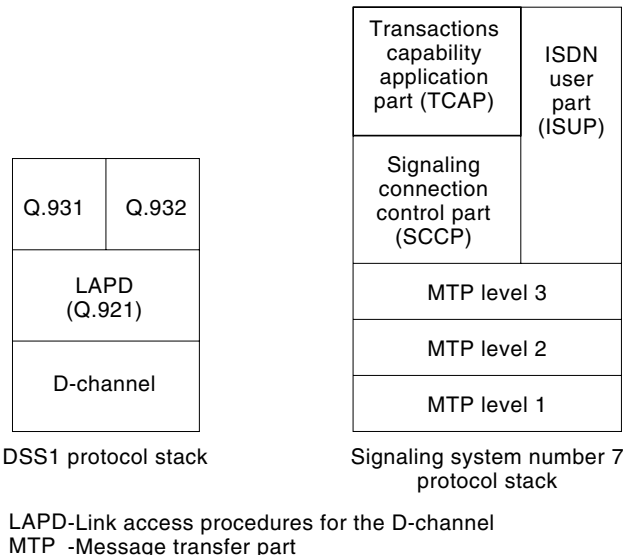 Q.931
Q.932
LAPD
(Q.921)
D-channel
DSS1 protocol stack
Transactions
capability
application
part (TCAP)
ISDN
user
part
(ISUP)
Signaling
connection
control part
(SCCP)
MTP level 3
MTP level 2
MTP level 1
Signaling system number 7
protocol stack
LAPD-Link access procedures for the D-channel
MTP -Message transfer part